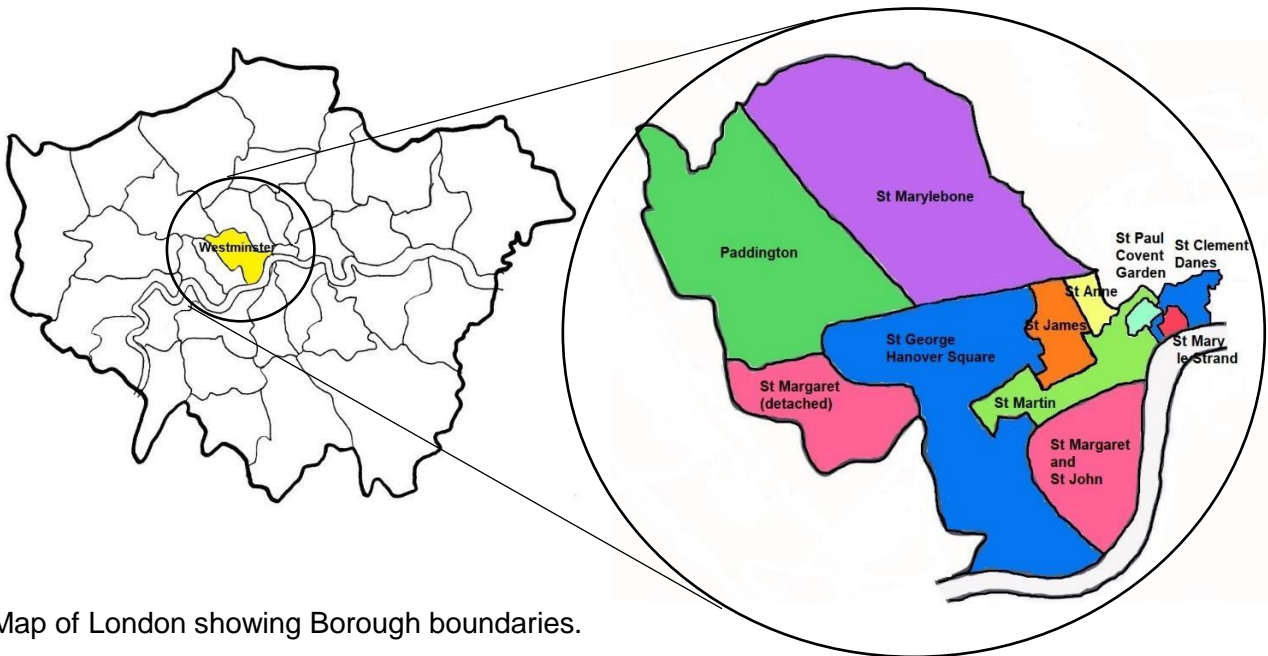 Westminster
St Marylebone
Paddington
St Paul
Covent
Garden
St Clement
Danes
St Anne
St James
St George
Hanover Square
St Mary
le Strand
St Margaret
(detached)
St Martin
St Margaret
and
St John
Map of London showing Borough boundaries.